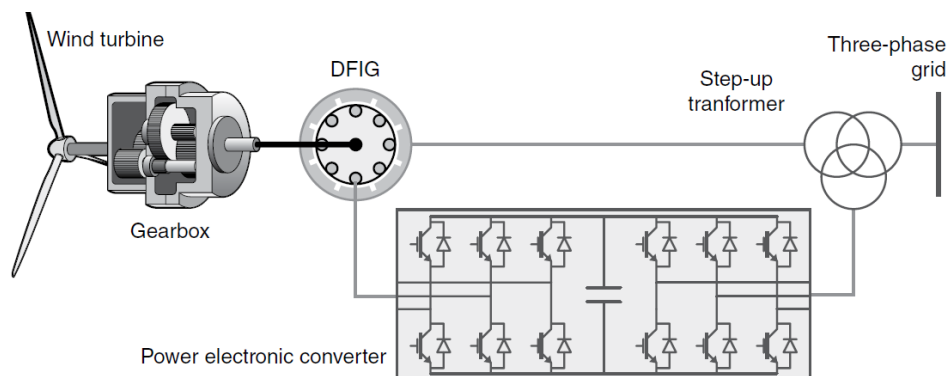 Wind turbine
DFIG
Step-up
tranformer
Three-phase
grid
Gearbox
Power electronic converter